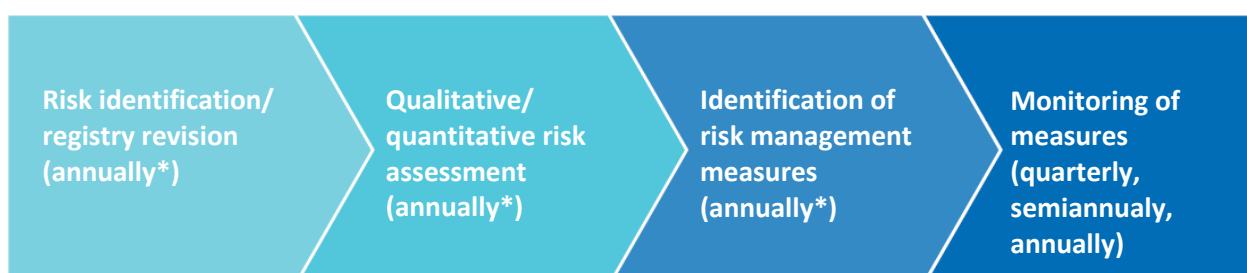 Risk identification/
registry revision
(annually*)
Qualitative/
quantitative risk
assessment
(annually*)
Identification of
risk management
measures
(annually*)
Monitoring of
measures
(quarterly,
semiannualy,
annually)